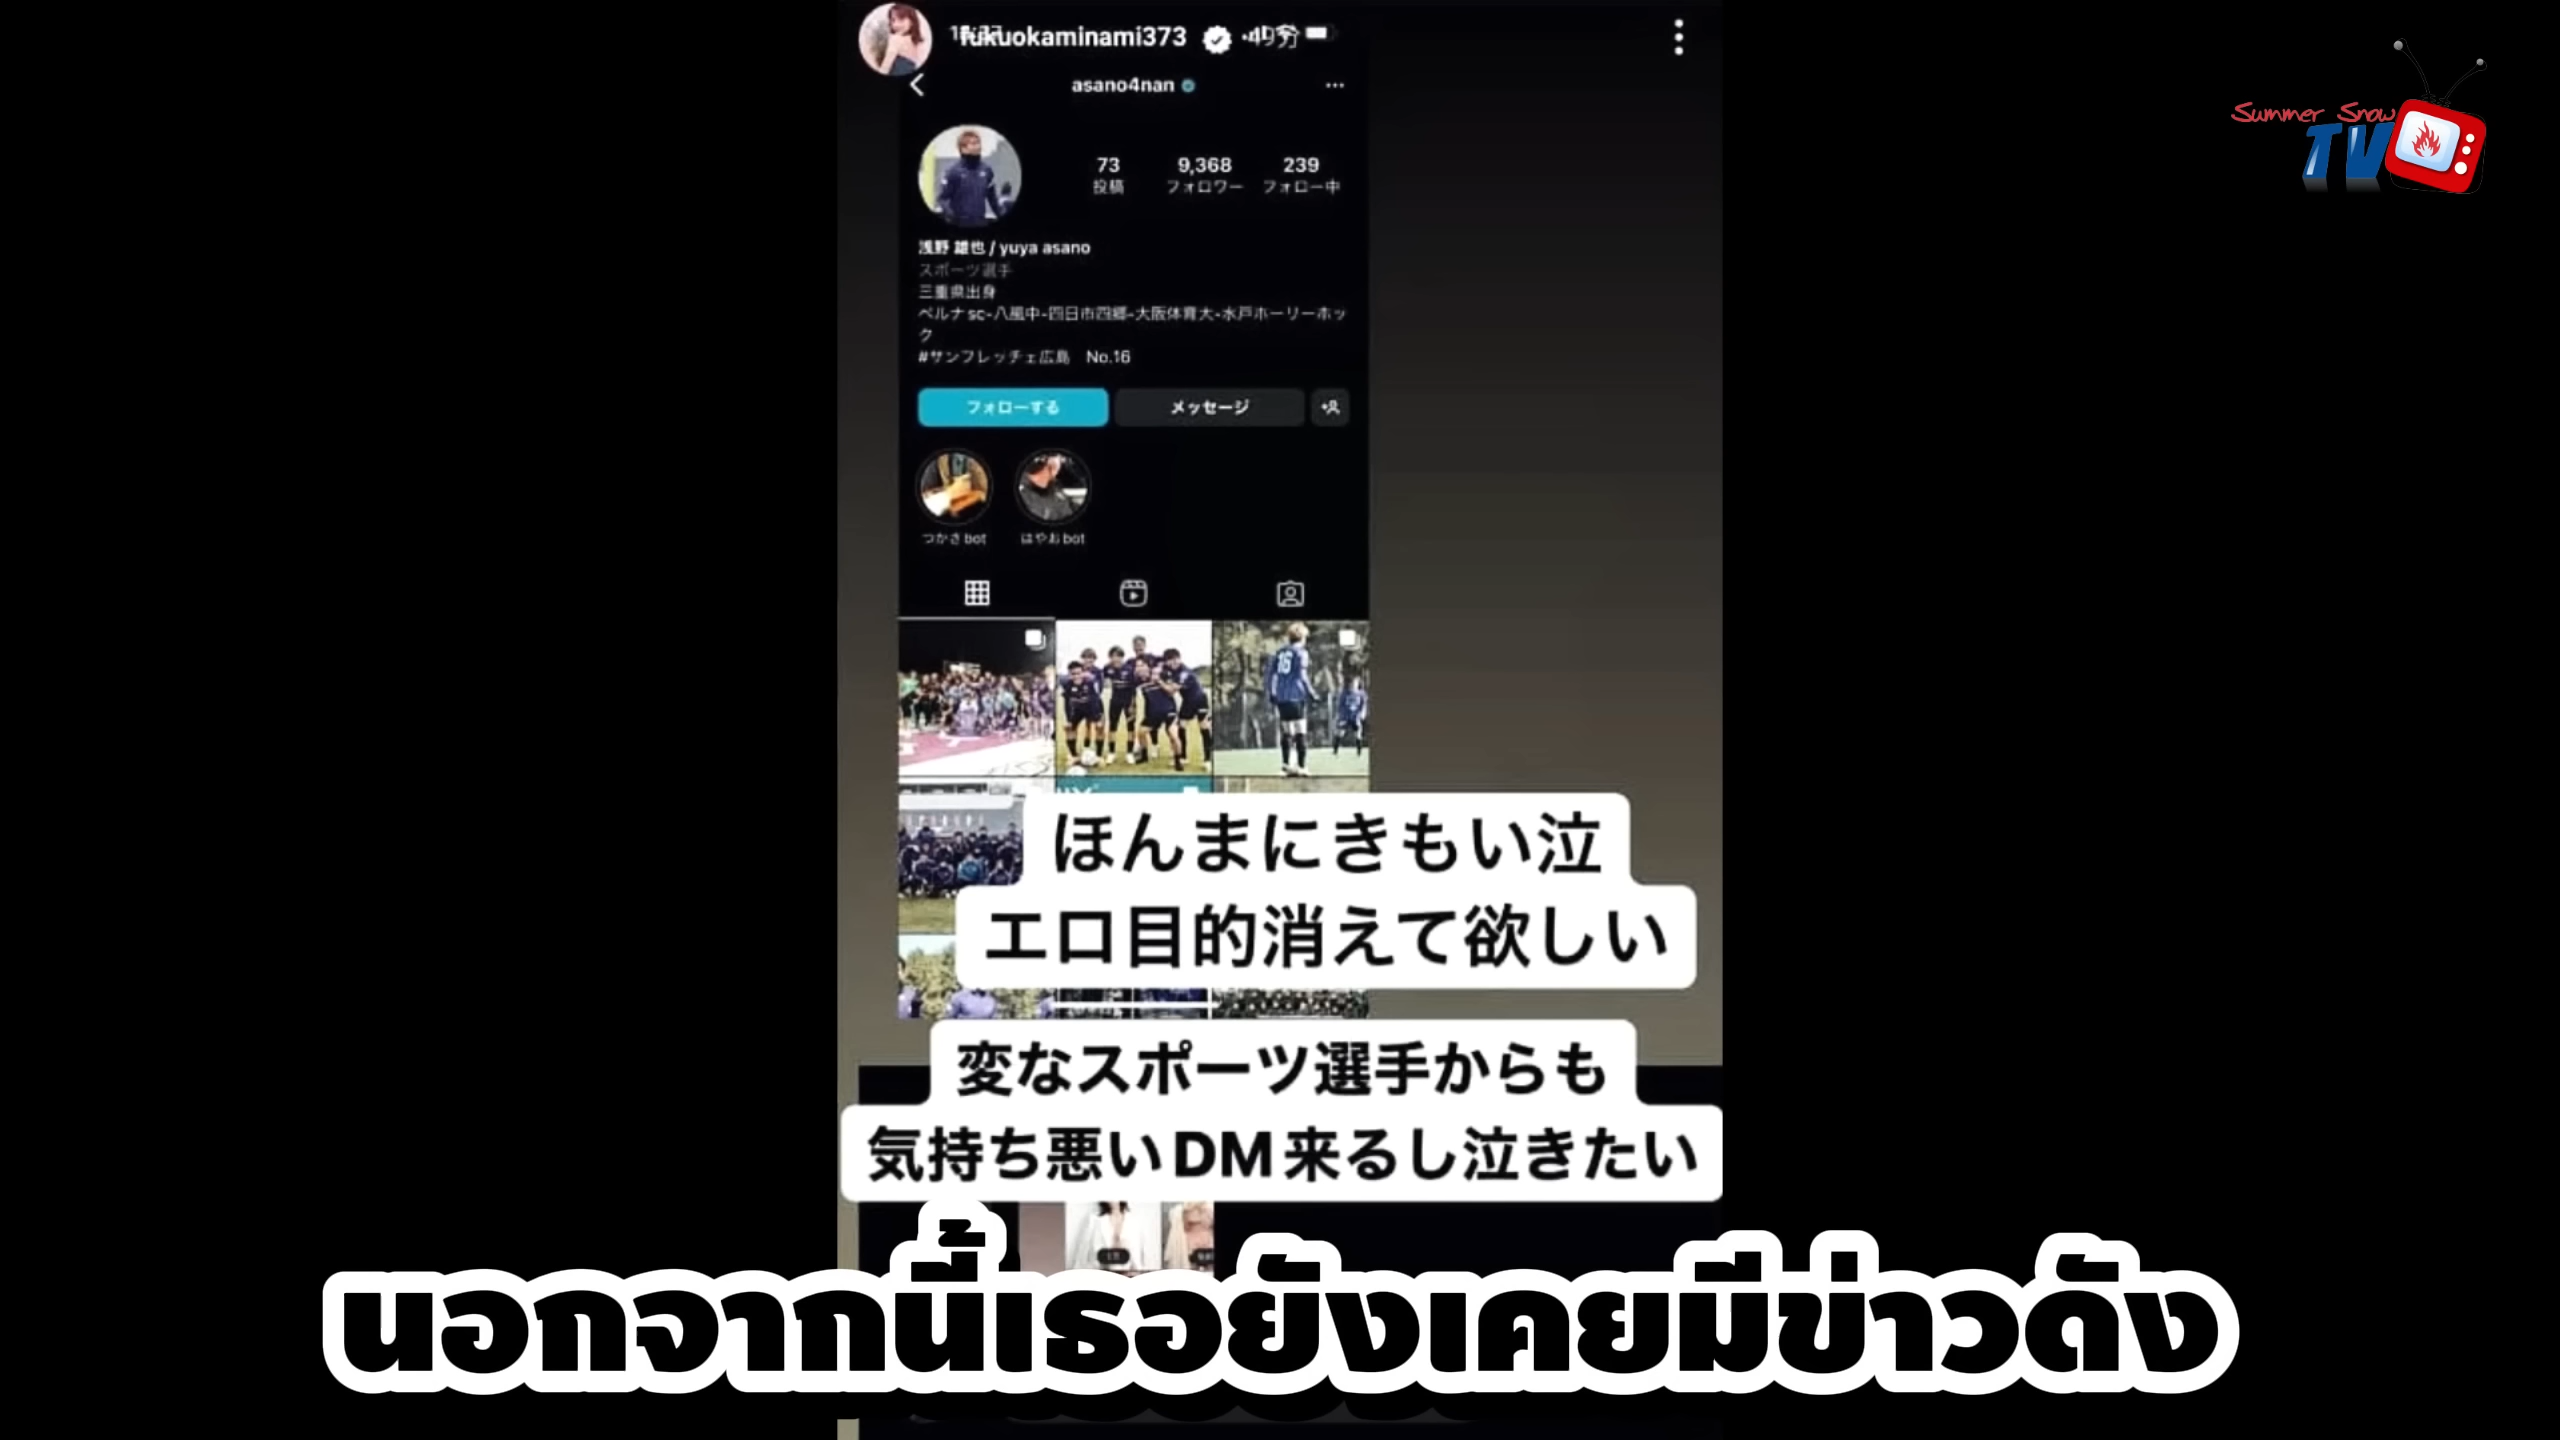 fukuokaminami373
asano4nan
Summer Snow
TV
73
9,368
239
投稿
フォロワー
フォロー中
浅野 雄也 / yuya asano
スポーツ選手
三重県出身
ペルナsc-八風中-四日市四郷-大阪体育大-水戸ホーリーホッ
ク
#サンフレッチェ広島 No.16
フォローする
メッセージ
つかさbot
はやおbot
16
ほんまにきもい泣
エロ目的消えて欲しい
変なスポーツ選手からも
気持ち悪いDM来るし泣きたい
นอกจากนี้เธอยังเคยมีข่าวดัง